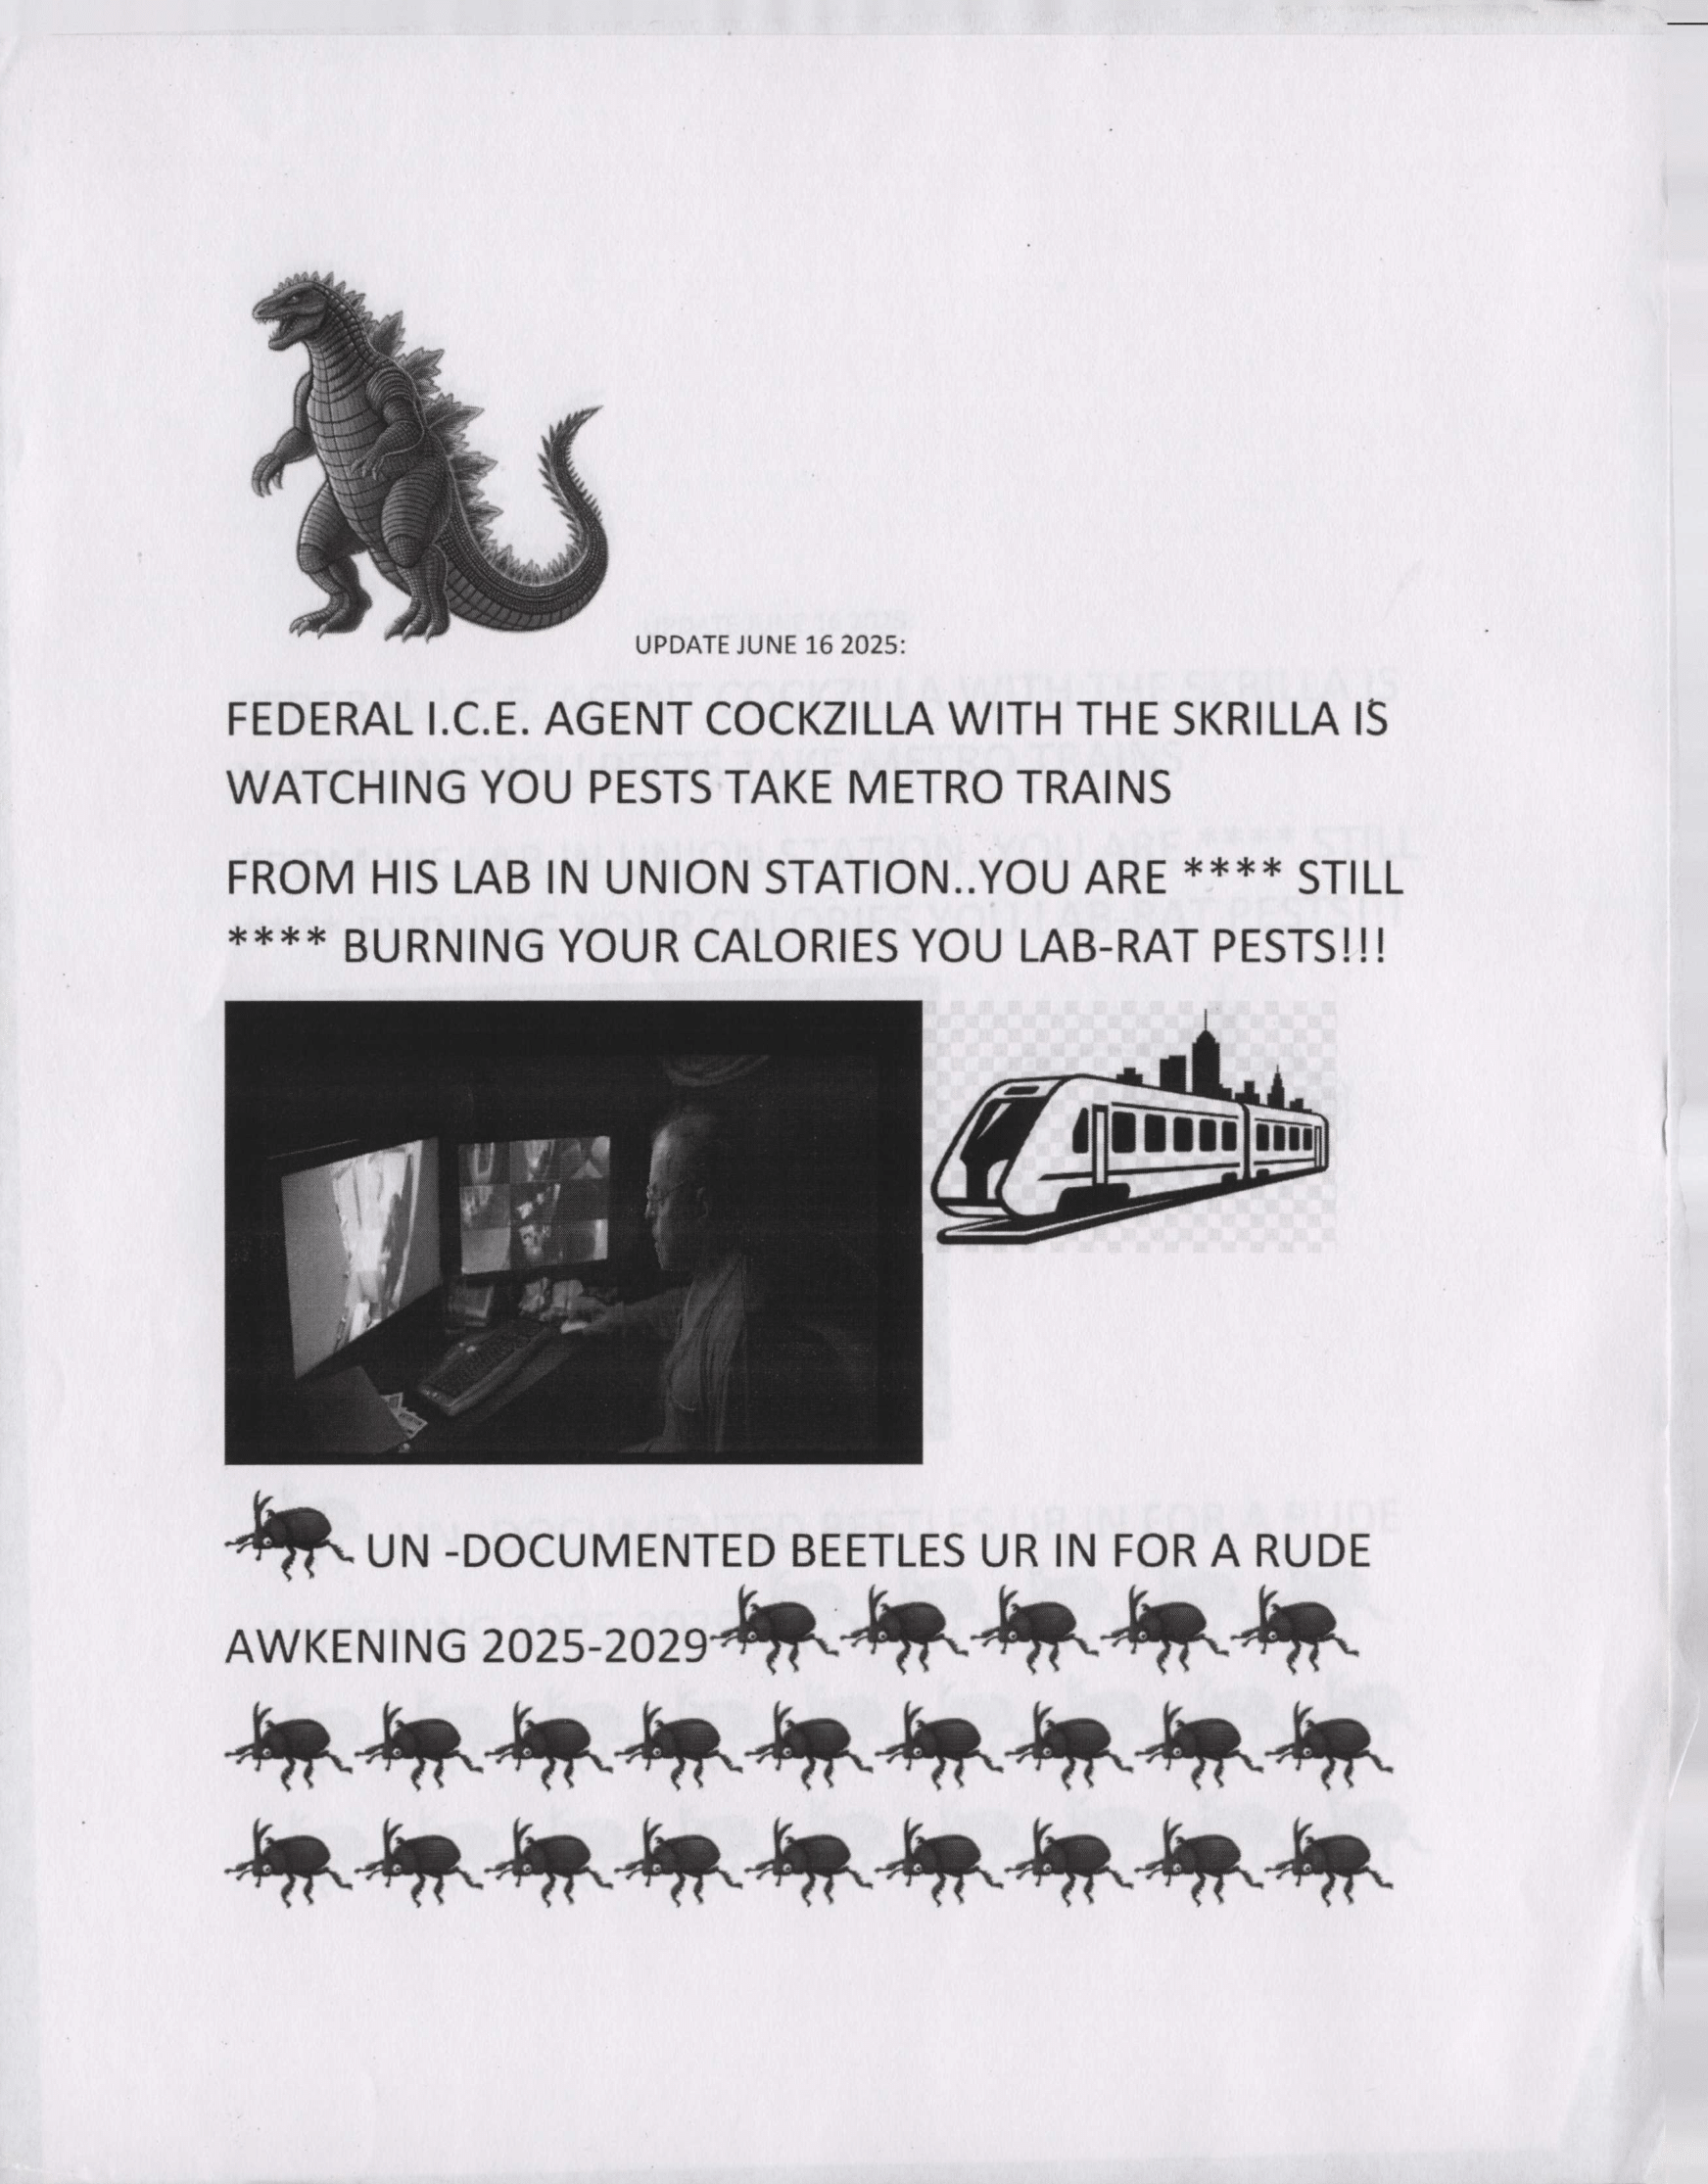 UPDATE JUNE 16 2025:
FEDERAL I.C.E. AGENT COCKZILLA WITH THE SKRILLA IS
WATCHING YOU PESTS TAKE METRO TRAINS
FROM HIS LAB IN UNION STATION..YOU ARE **** STILL
**** BURNING YOUR CALORIES YOU LAB-RAT PESTS!!!
UN -DOCUMENTED BEETLES UR IN FOR A RUDE
AWKENING 2025-2029